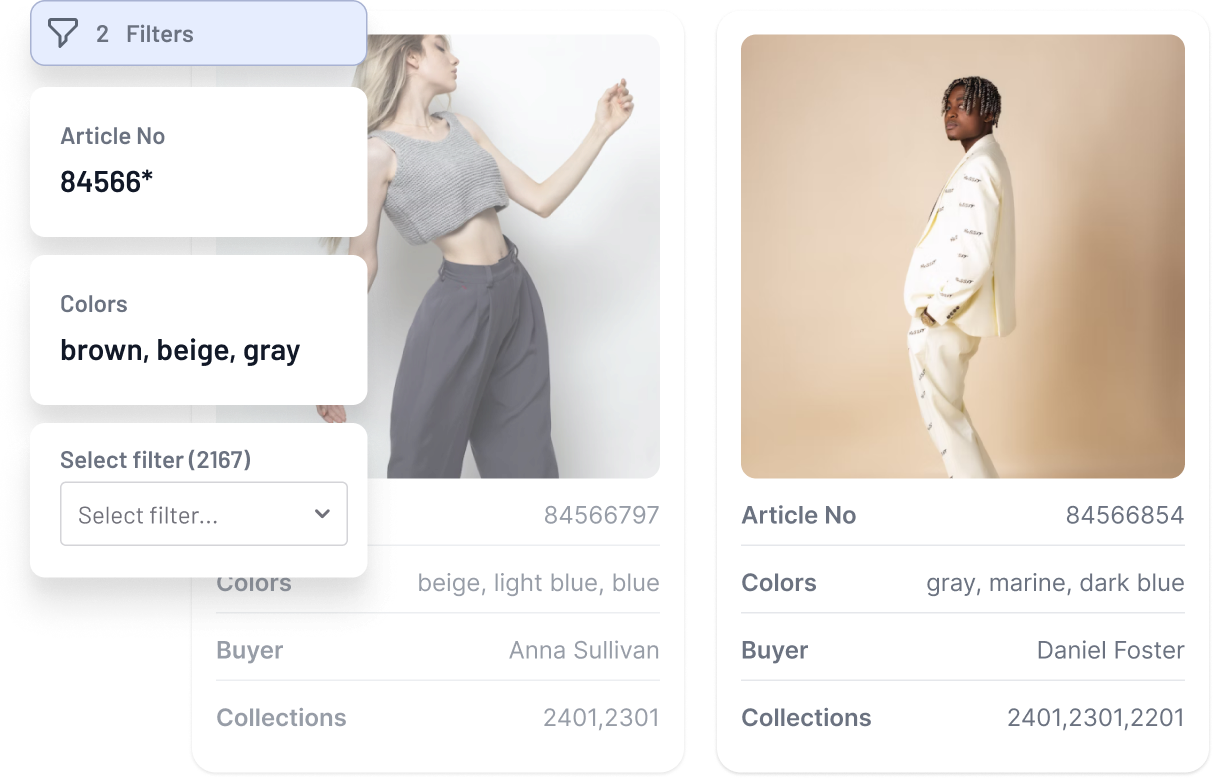 2 Filters
Article No
84566*
Colors
brown, beige, gray
Select filter (2167)
Select filter...
84566797
Colors beige, light blue, blue
Buyer Anna Sullivan
Collections 2401,2301
Article No 84566854
Colors gray, marine, dark blue
Buyer Daniel Foster
Collections 2401,2301,2201